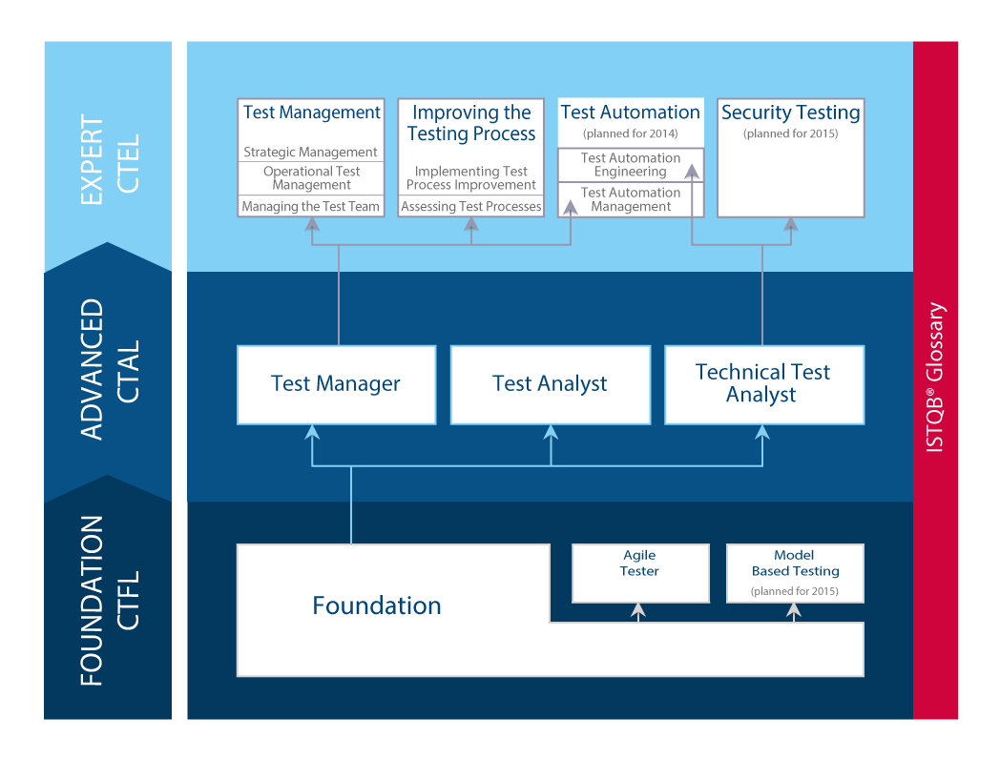 EXPERT
CTEL
Test Management
Strategic Management
Operational Test
Management
Managing the Test Team
Improving the
Testing Process
Implementing Test
Process Improvement
Assessing Test Processes
Test Automation
(planned for 2014)
Test Automation
Engineering
Test Automation
Management
Security Testing
(planned for 2015)
ADVANCED
CTAL
Test Manager
Test Analyst
Technical Test
Analyst
FOUNDATION
CTFL
Foundation
Agile
Tester
Model
Based Testing
(planned for 2015)
ISTQB® Glossary